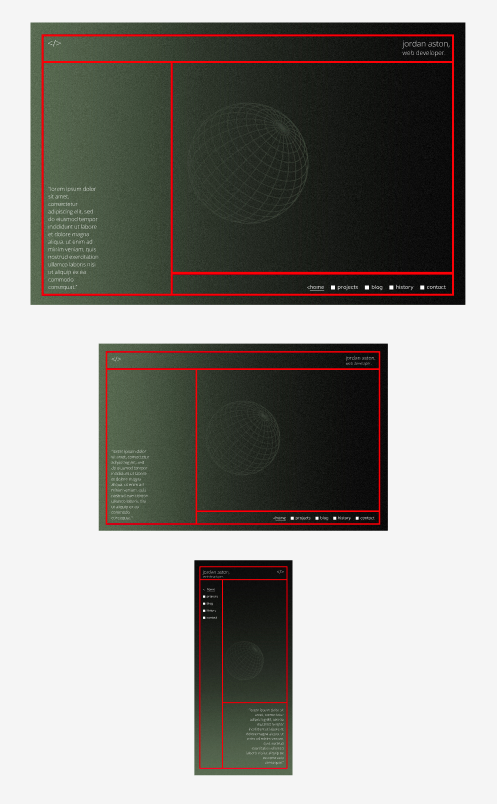 </>
jordan aston,
web developer.
"lorem ipsum dolor
sit amet,
consectetur
adipiscing elit, sed
do eiusmod tempor
incididunt ut labore
et dolore magna
aliqua. ut enim ad
minim veniam, quis
nostrud exercitation
ullamco laboris nisi
ut aliquip ex ea
commodo
consequat."
home
projects
blog
history
contact
</>
jordan aston,
web developer.
"lorem ipsum dolor
sit amet, consectetur
adipiscing elit, sed
do eiusmod tempor
incididunt ut labore
et dolore magna
aliqua. ut enim ad
minim veniam, quis
nostrud exercitation
ullamco laboris nisi
ut aliquip ex ea
commodo
consequat."
home
projects
blog
history
contact
jordan aston,
web developer.
</>
home
projects
blog
history
contact